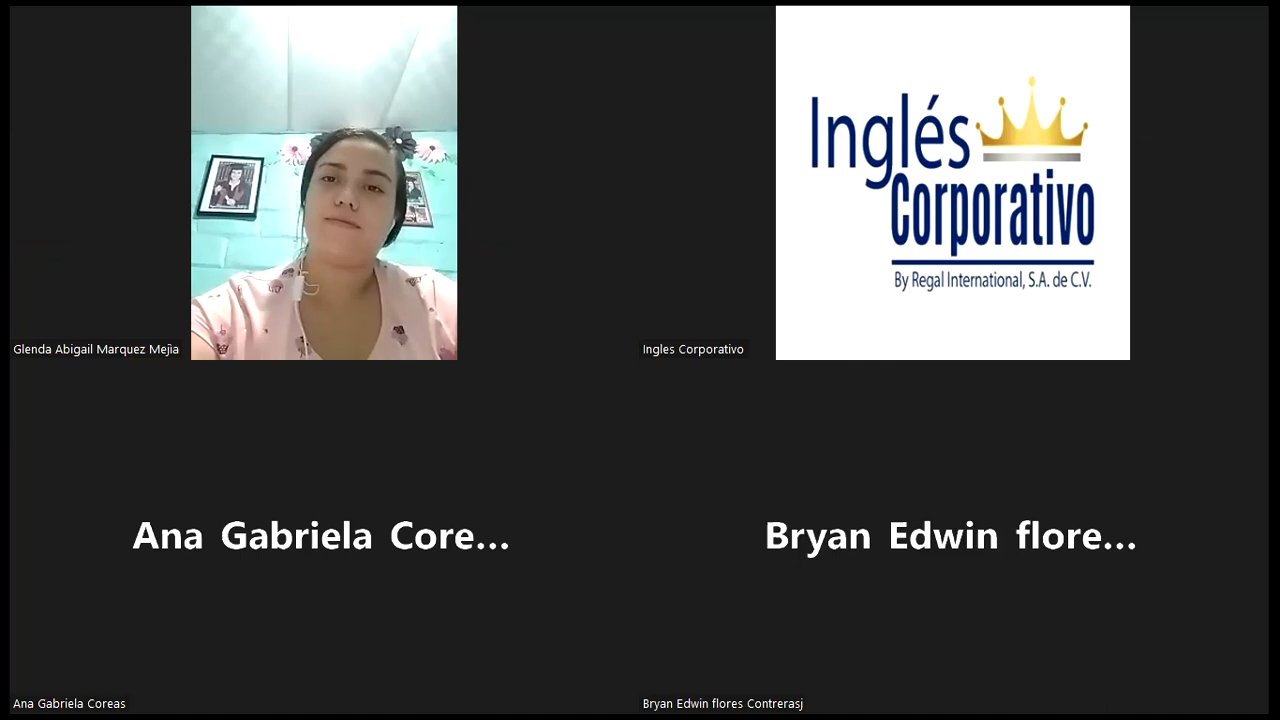 Inglés
Corporativo
By Regal International, S.A. de C.V.
Glenda Abigail Marquez Mejìa
Ingles Corporativo
Ana Gabriela Core...
Bryan Edwin flore...
Ana Gabriela Coreas
Bryan Edwin flores Contrerasj